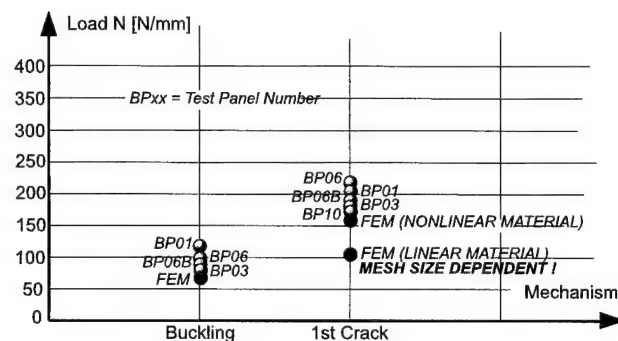 Load N [N/mm]
400
350
300
250
200
150
100
50
0
BPxx = Test Panel Number
BP06
BP01
BP06B
BP03
BP10
FEM (NONLINEAR MATERIAL)
BP01
BP06
BP06B
BP03
FEM
FEM (LINEAR MATERIAL)
MESH SIZE DEPENDENT !
Mechanism
Buckling
1st Crack